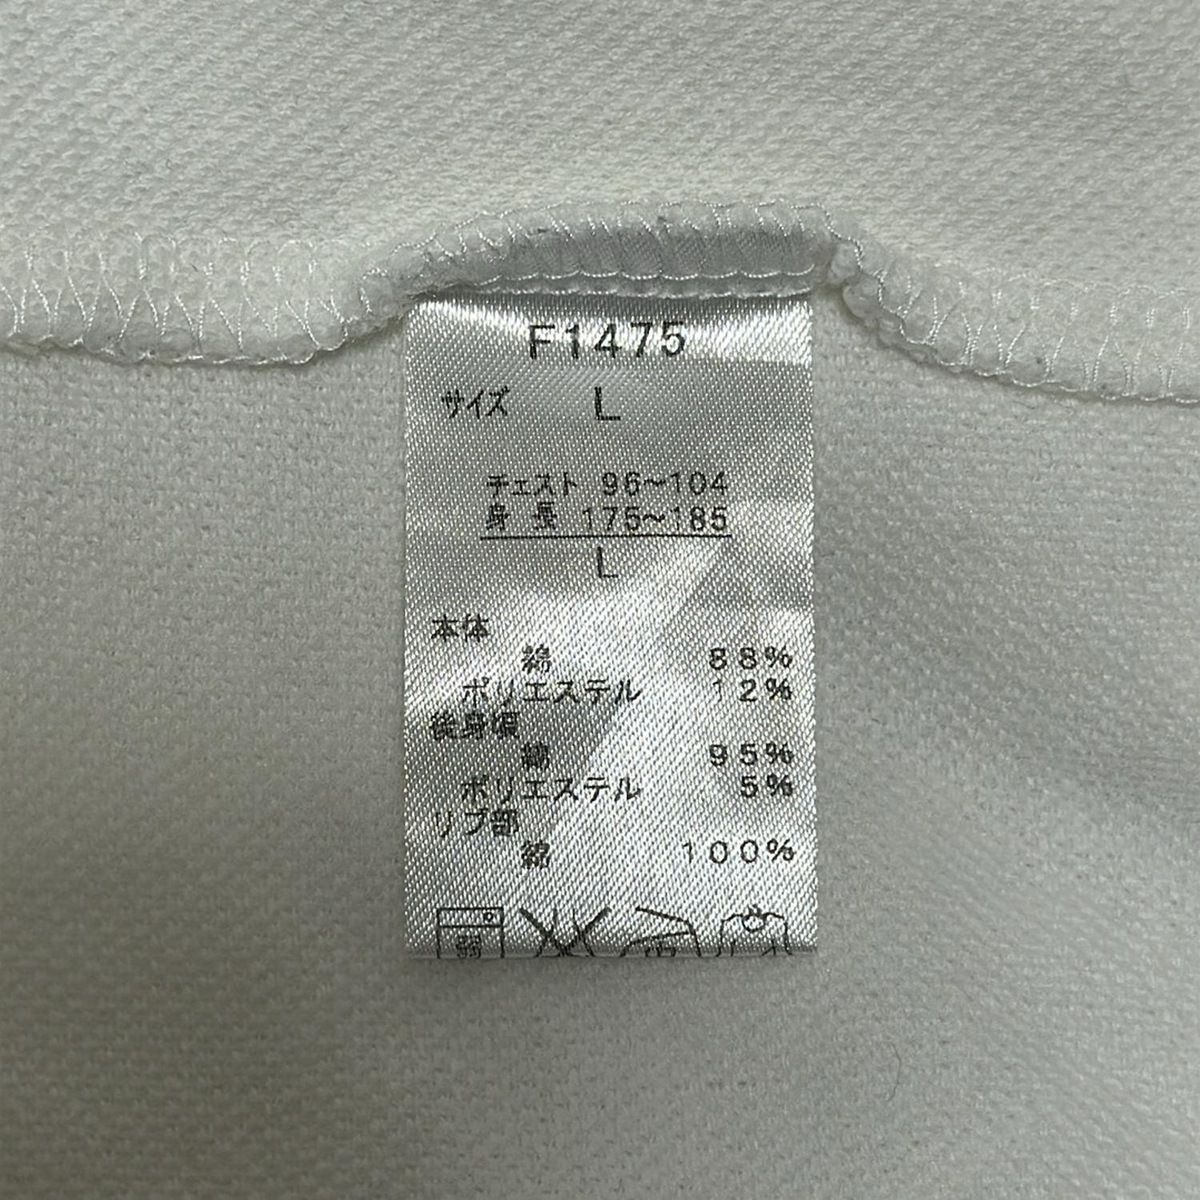 F1475
サイズ L
チェスト 96~104
身長 175~185
L
本体
綿 88%
ポリエステル 12%
後身頃
綿 95%
ポリエステル 5%
リブ部
綿 100%
弱
中